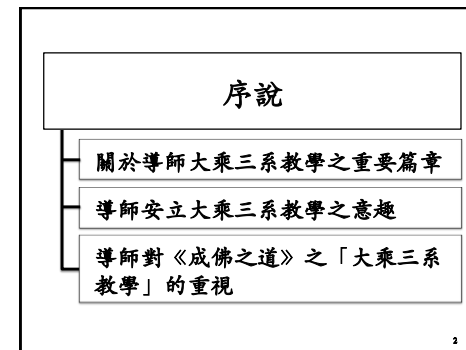 序說
關於導師大乘三系教學之重要篇章
導師安立大乘三系教學之意趣
導師對《成佛之道》之「大乘三系
教學」的重視
2